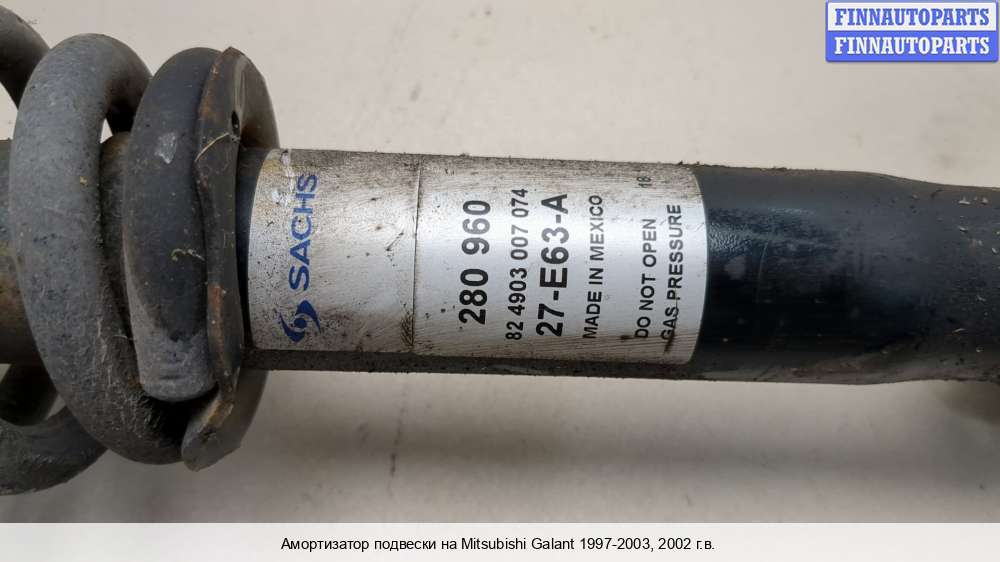 FINNAUTOPARTS
FINNAUTOPARTS
SACHS
280 960
82 4903 007 074
27-E63-A
MADE IN MEXICO
DO NOT OPEN
GAS PRESSURE
18
Амортизатор подвески на Mitsubishi Galant 1997-2003, 2002 г.в.